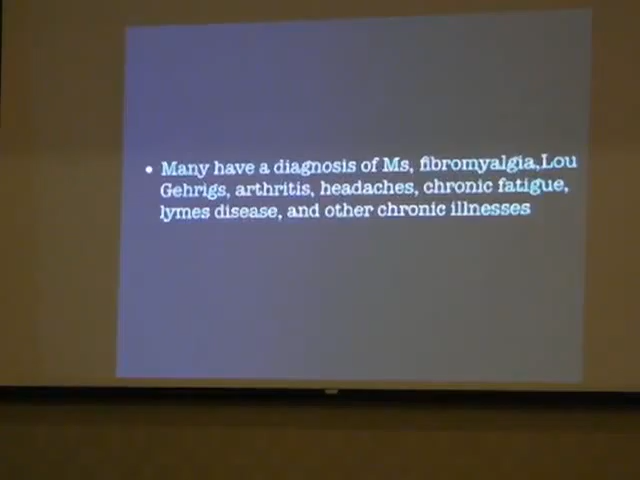 • Many have a diagnosis of Ms, fibromyalgia,Lou
Gehrigs, arthritis, headaches, chronic fatigue,
lymes disease, and other chronic illnesses